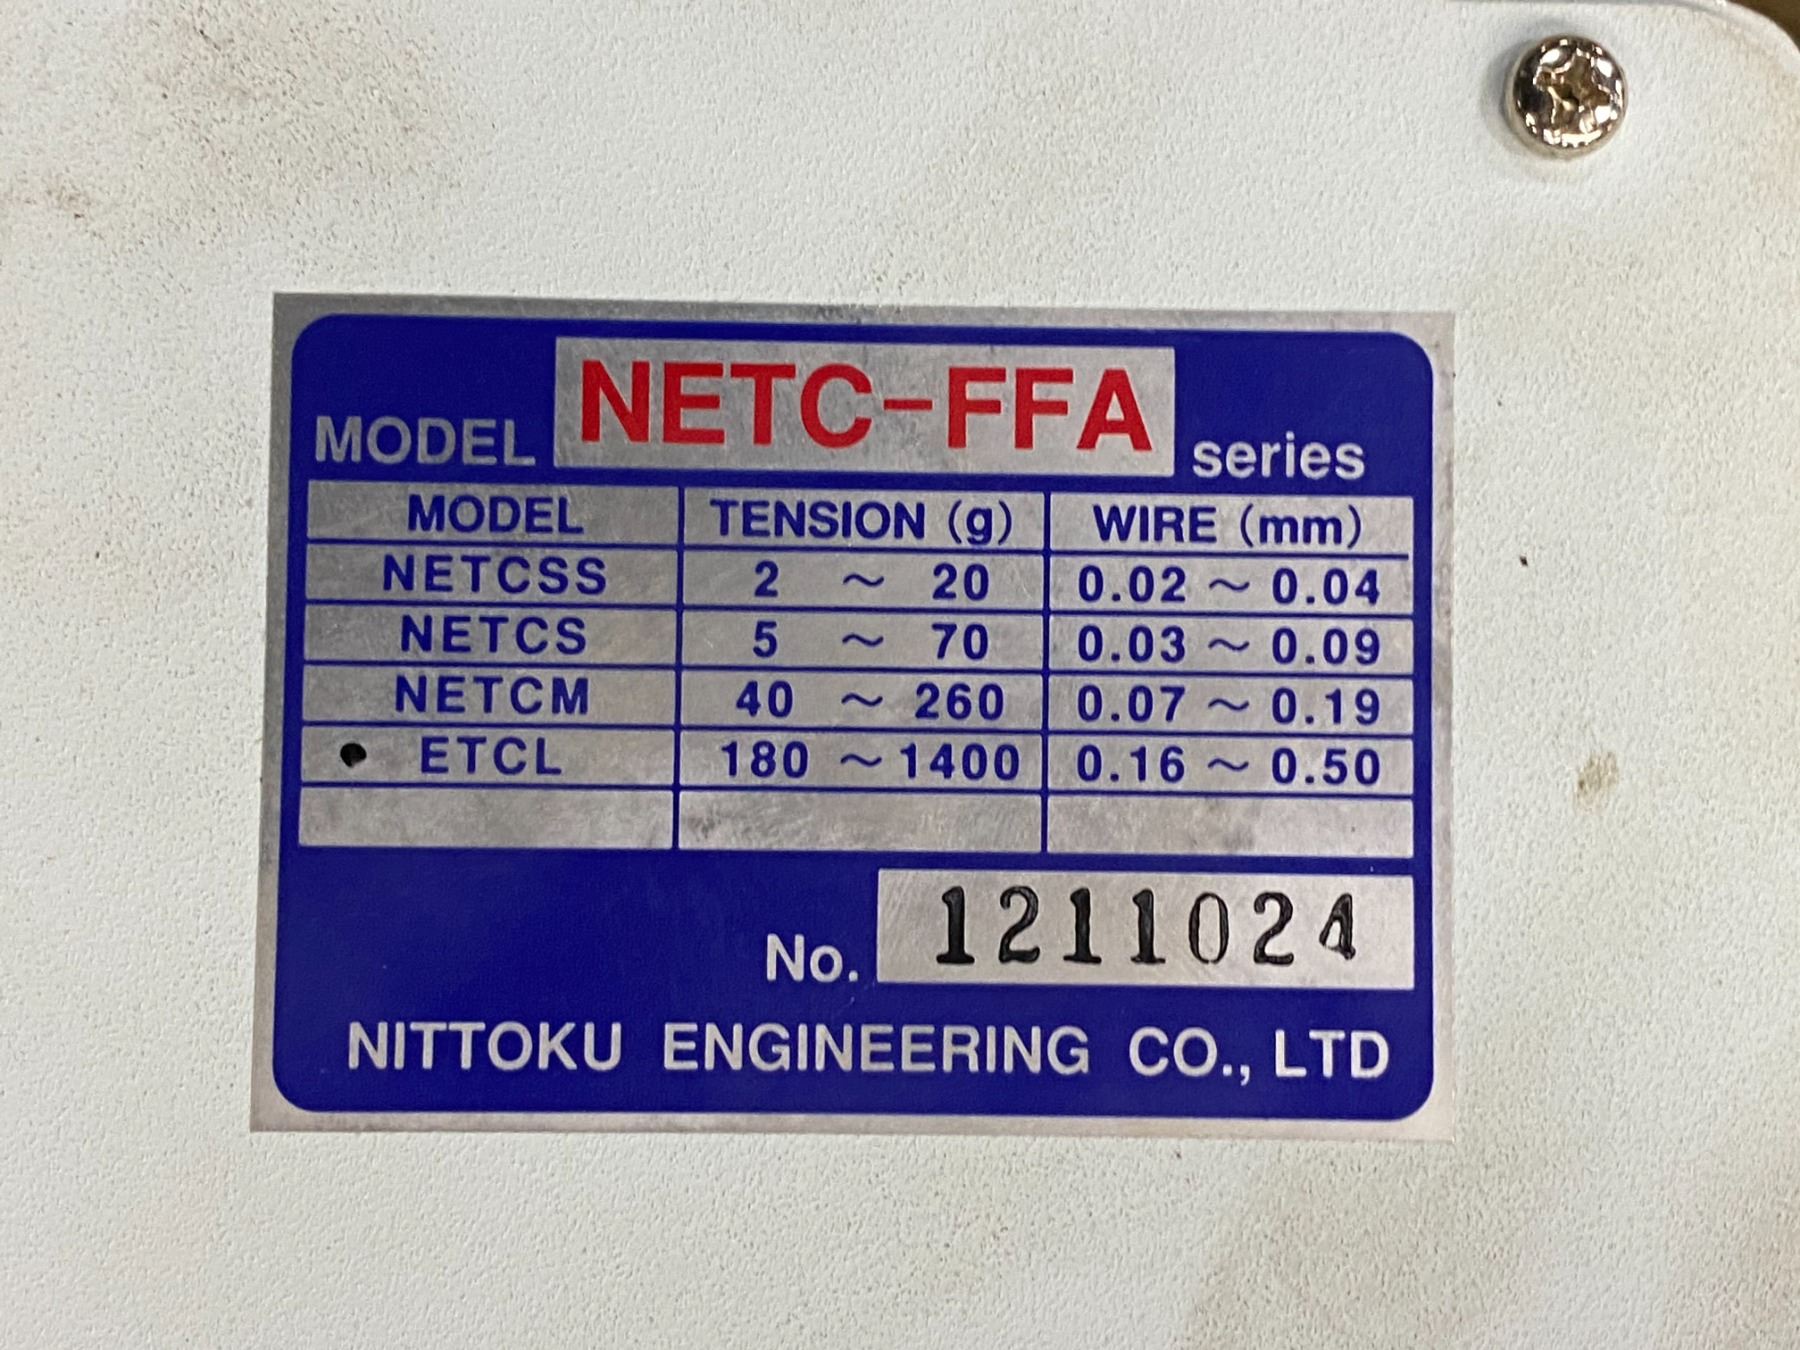 MODEL NETC-FFA series
MODEL TENSION (g) WIRE (mm)
NETCSS 2 ~ 20 0.02 ~ 0.04
NETCS 5 ~ 70 0.03 ~ 0.09
NETCM 40 ~ 260 0.07 ~ 0.19
• ETCL 180 ~ 1400 0.16 ~ 0.50
No. 1211024
NITTOKU ENGINEERING CO., LTD